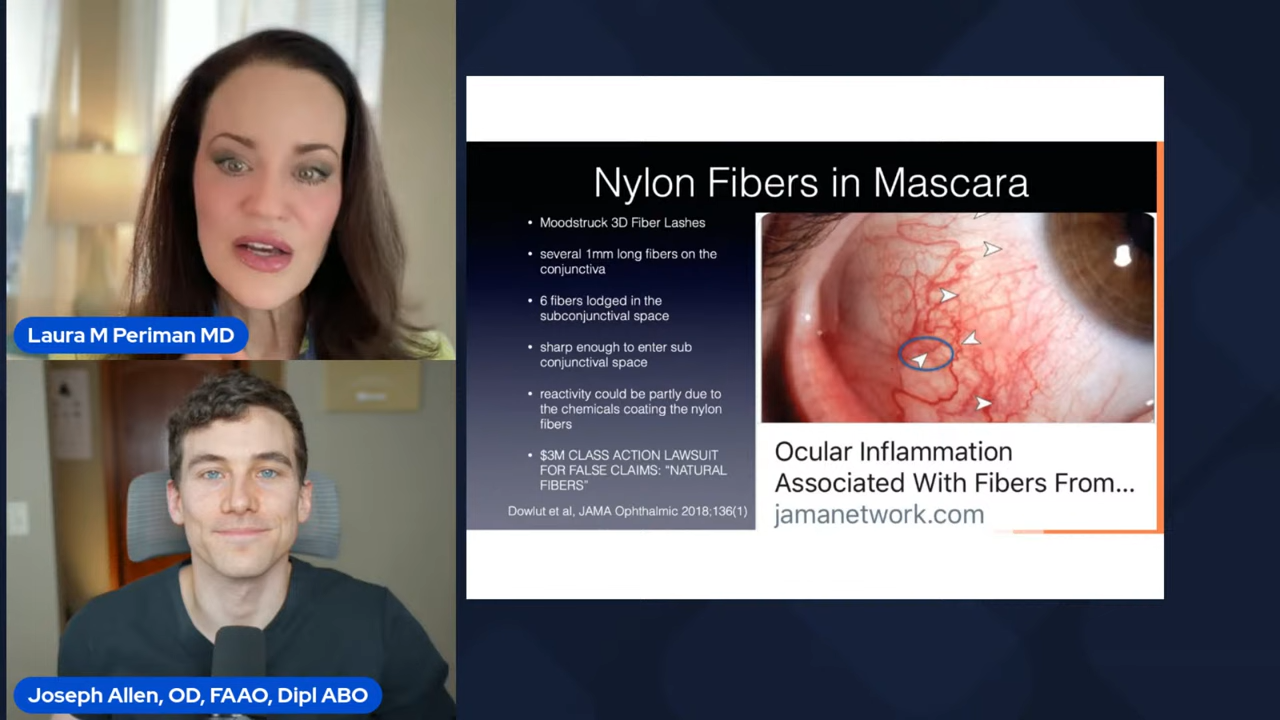 Laura M Periman MD
Joseph Allen, OD, FAAO, Dipl ABO
Nylon Fibers in Mascara
• Moodstruck 3D Fiber Lashes
• several 1mm long fibers on the
conjunctiva
• 6 fibers lodged in the
subconjunctival space
• sharp enough to enter sub
conjunctival space
• reactivity could be partly due to
the chemicals coating the nylon
fibers
• $3M CLASS ACTION LAWSUIT
FOR FALSE CLAIMS: “NATURAL
FIBERS”
Dowlut et al, JAMA Ophthalmic 2018;136(1)
Ocular Inflammation
Associated With Fibers From...
jamanetwork.com